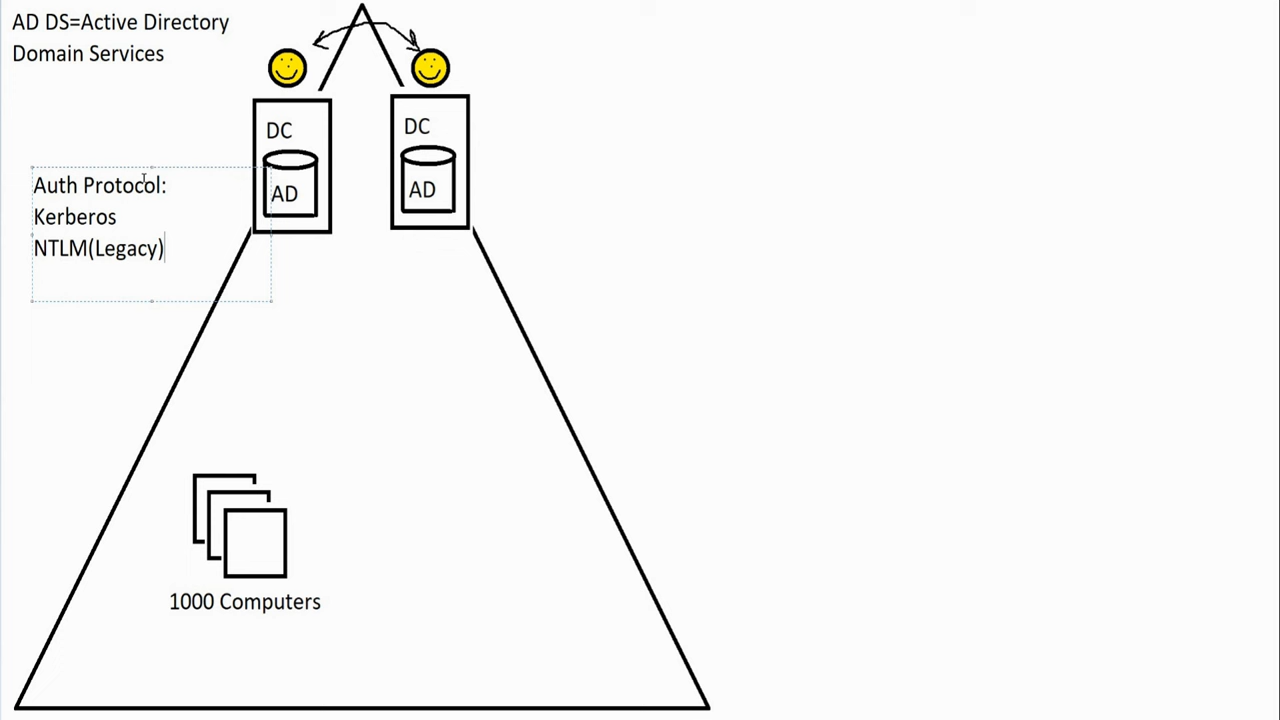 AD DS=Active Directory
Domain Services
DC
AD
DC
AD
Auth Protocol:
Kerberos
NTLM(Legacy)
1000 Computers